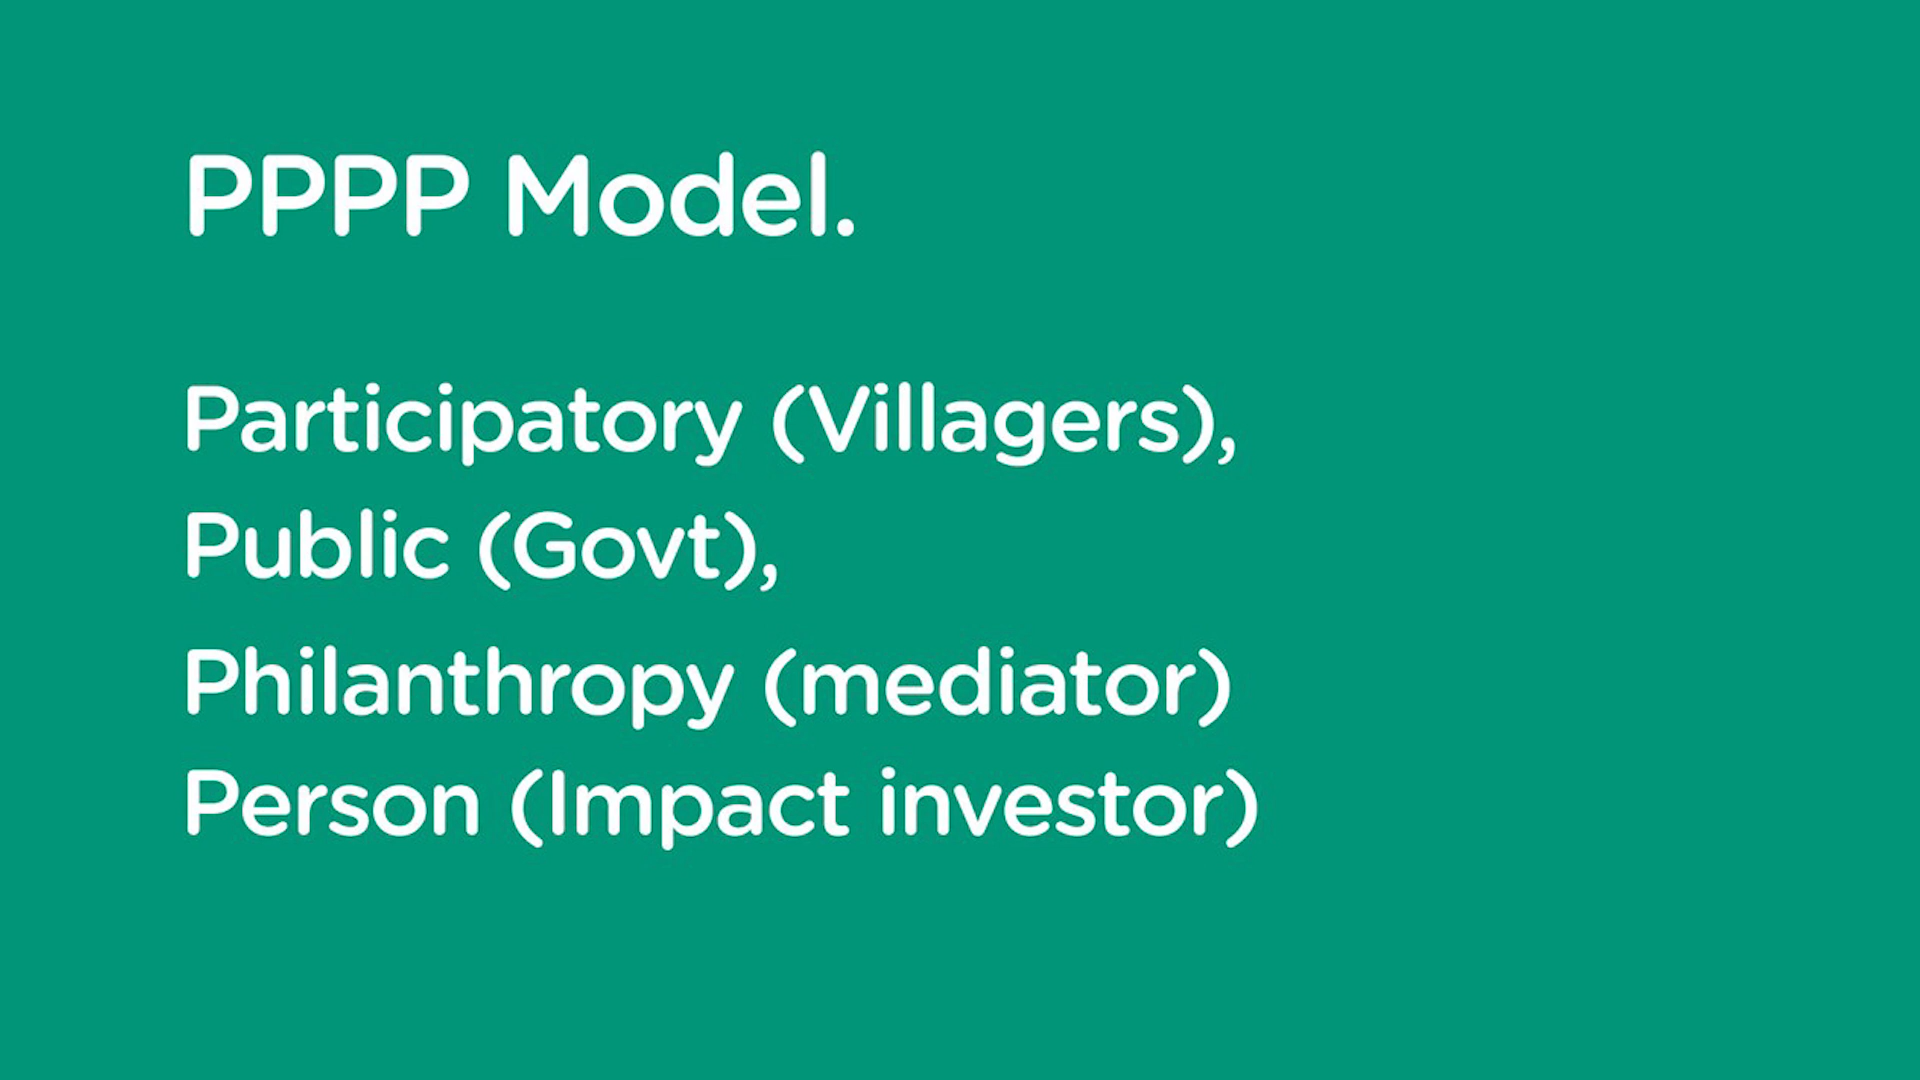 PPPP Model.
Participatory (Villagers),
Public (Govt),
Philanthropy (mediator)
Person (Impact investor)